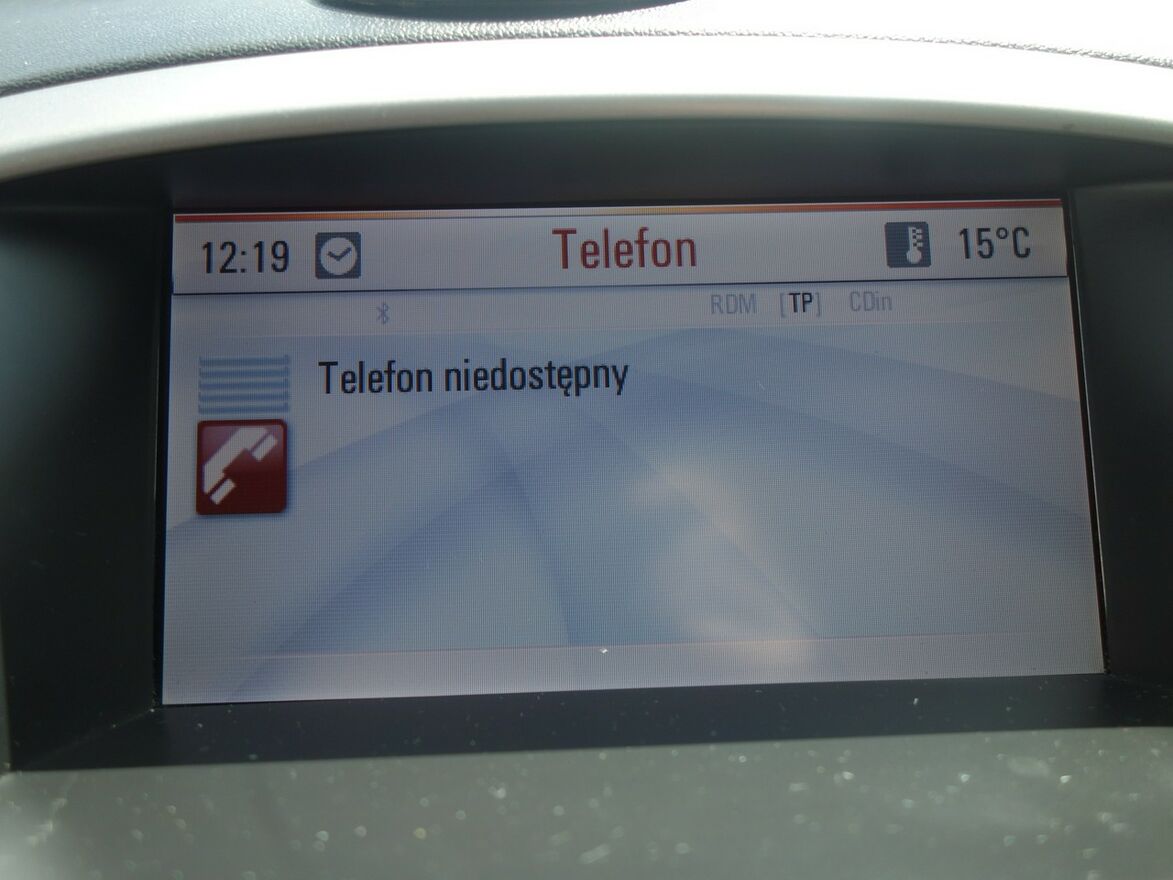 12:19 Telefon 15°C
RDM [TP] CDin
Telefon niedostępny